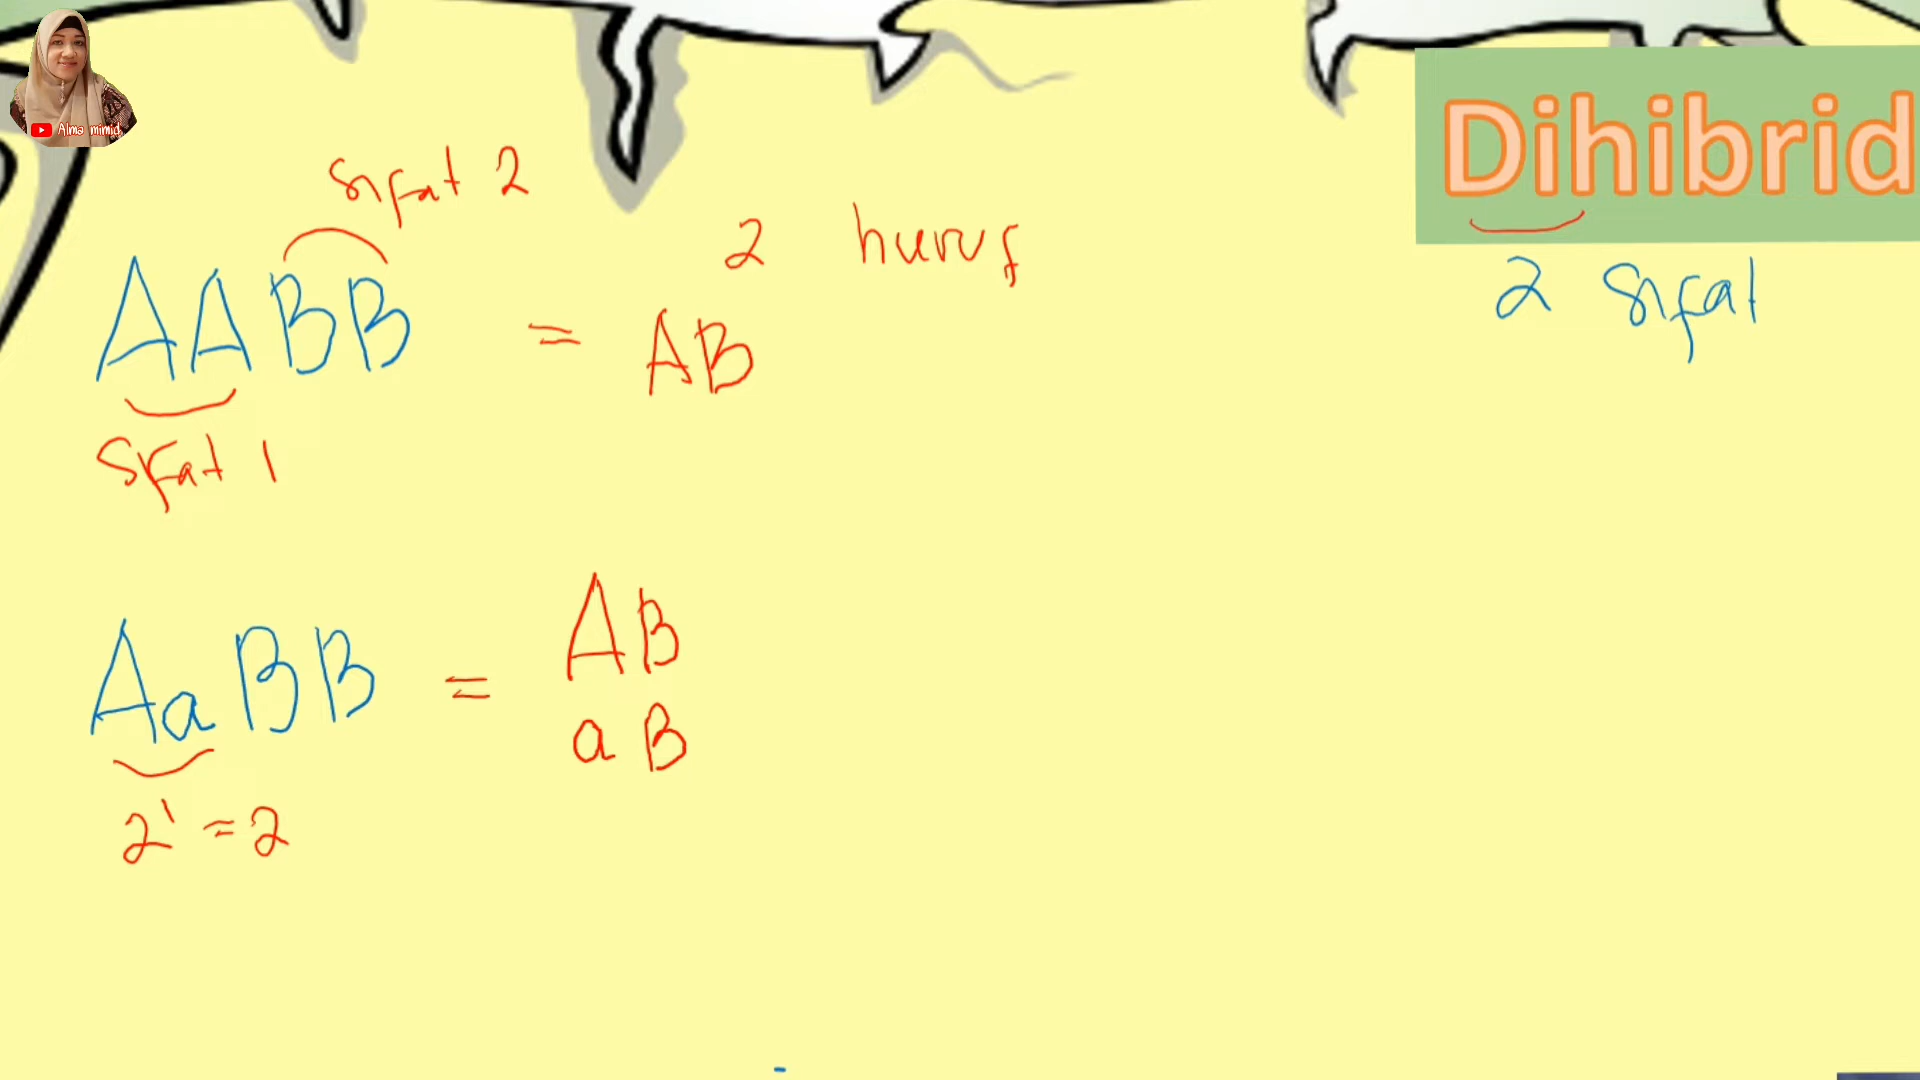 Alma mimid
Dihibrid
2 sifat
sifat 2
2 huruf
AABB = AB
sifat 1
AaBB = AB
aB
2¹ = 2